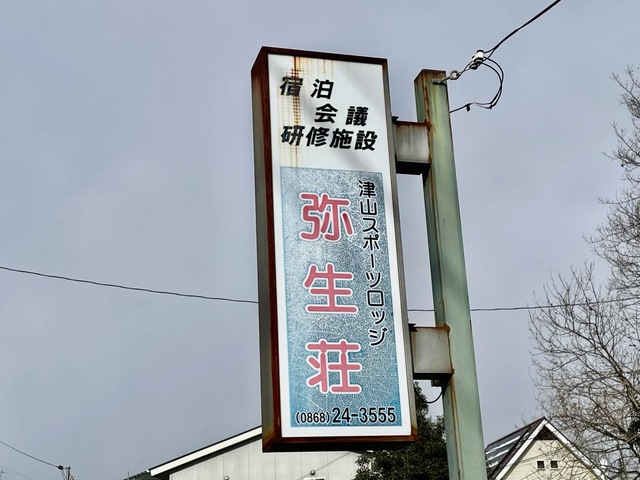 宿泊
会議
研修施設
津山スポーツロッジ
弥生荘
(0868)24-3555